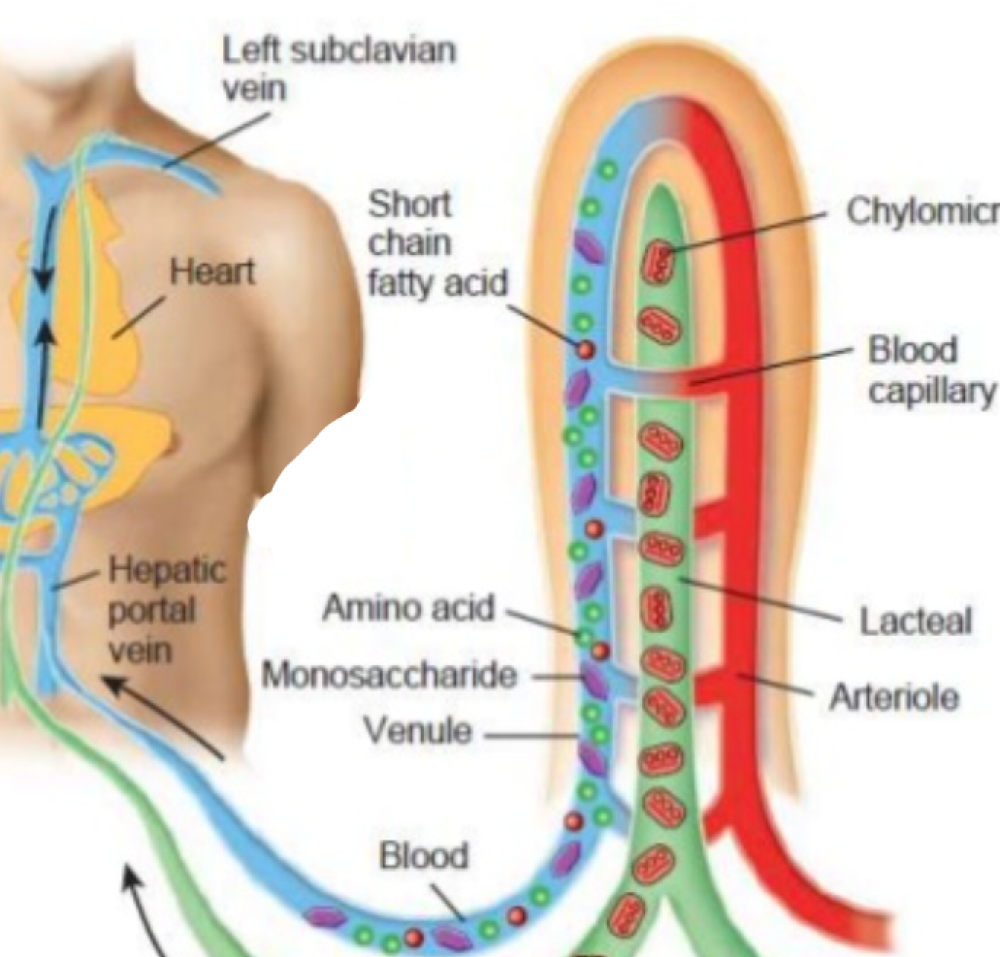 Left subclavian
vein
Short
chain
fatty acid
Chylomicr
Heart
Blood
capillary
Hepatic
portal
vein
Amino acid
Lacteal
Monosaccharide
Arteriole
Venule
Blood